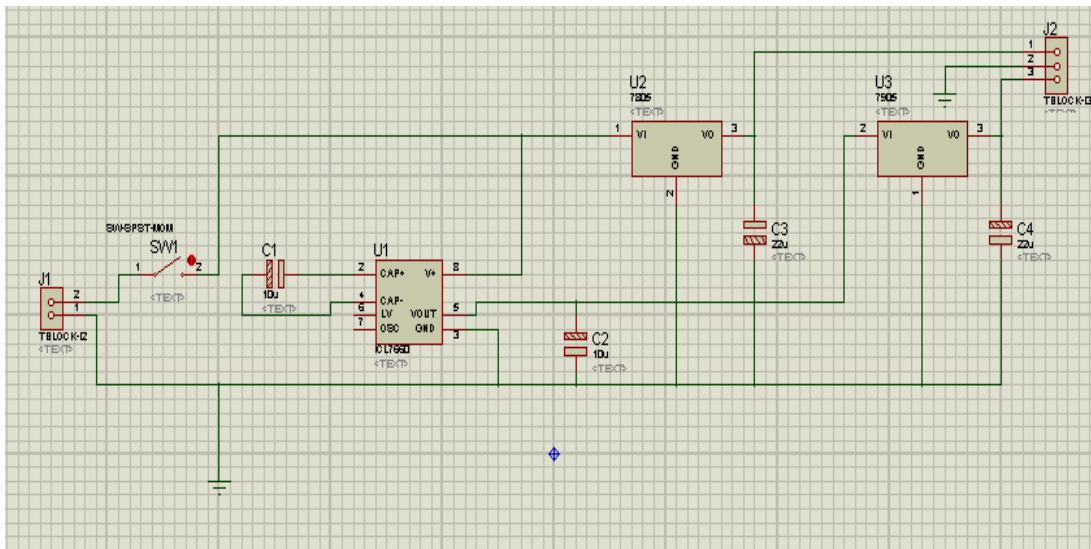 J2
1
2
3
TBLOCK-I3
U2
7805
<TEXT>
1
VI
VO
3
GND
2
U3
7905
<TEXT>
2
VI
VO
3
GND
1
SW-SPST-MOM
SW1
1
2
<TEXT>
C1
10u
<TEXT>
U1
2
CAP+
V+
8
4
CAP-
6
LV
VOUT
5
7
OSC
GND
3
ICL7660
<TEXT>
J1
2
1
TBLOCK-I2
<TEXT>
C2
10u
<TEXT>
C3
22u
<TEXT>
C4
22u
<TEXT>